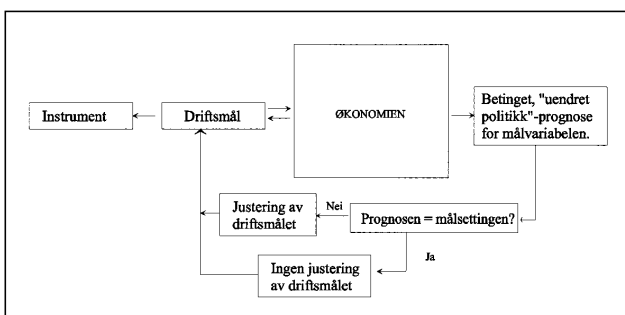 Instrument
Driftsmål
ØKONOMIEN
Betinget, "uendret
politikk"-prognose
for målvariabelen.
Justering av
driftsmålet
Nei
Prognosen = målsettingen?
Ja
Ingen justering
av driftsmålet